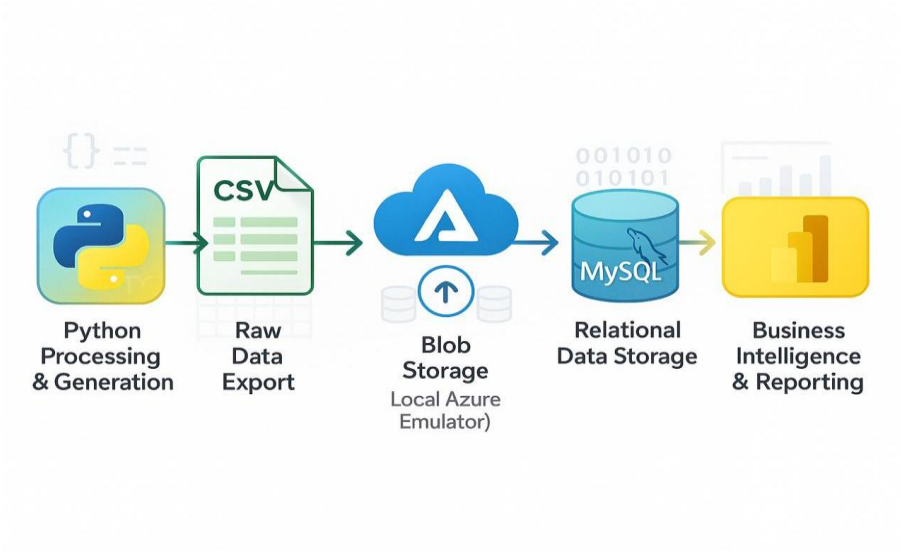 {} ==
Python
Processing
& Generation
CSV
Raw
Data
Export
Blob
Storage
Local Azure
Emulator)
001010
010101
MySQL
Relational
Data Storage
Business
Intelligence
& Reporting